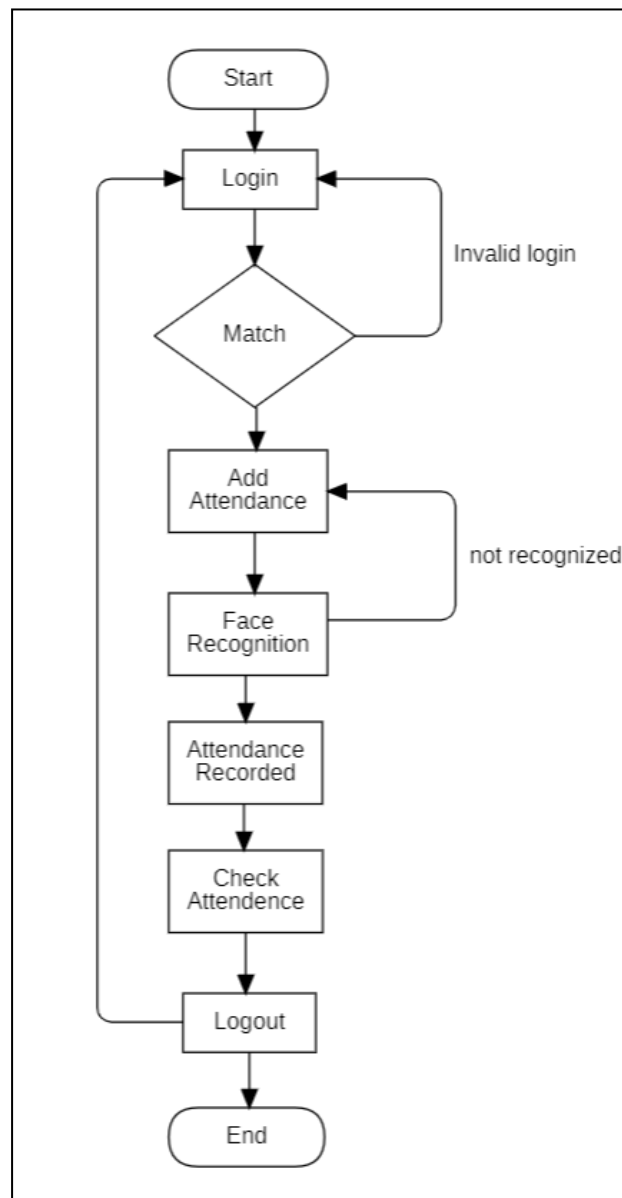 Start
Login
Invalid login
Match
Add
Attendance
not recognized
Face
Recognition
Attendance
Recorded
Check
Attendence
Logout
End